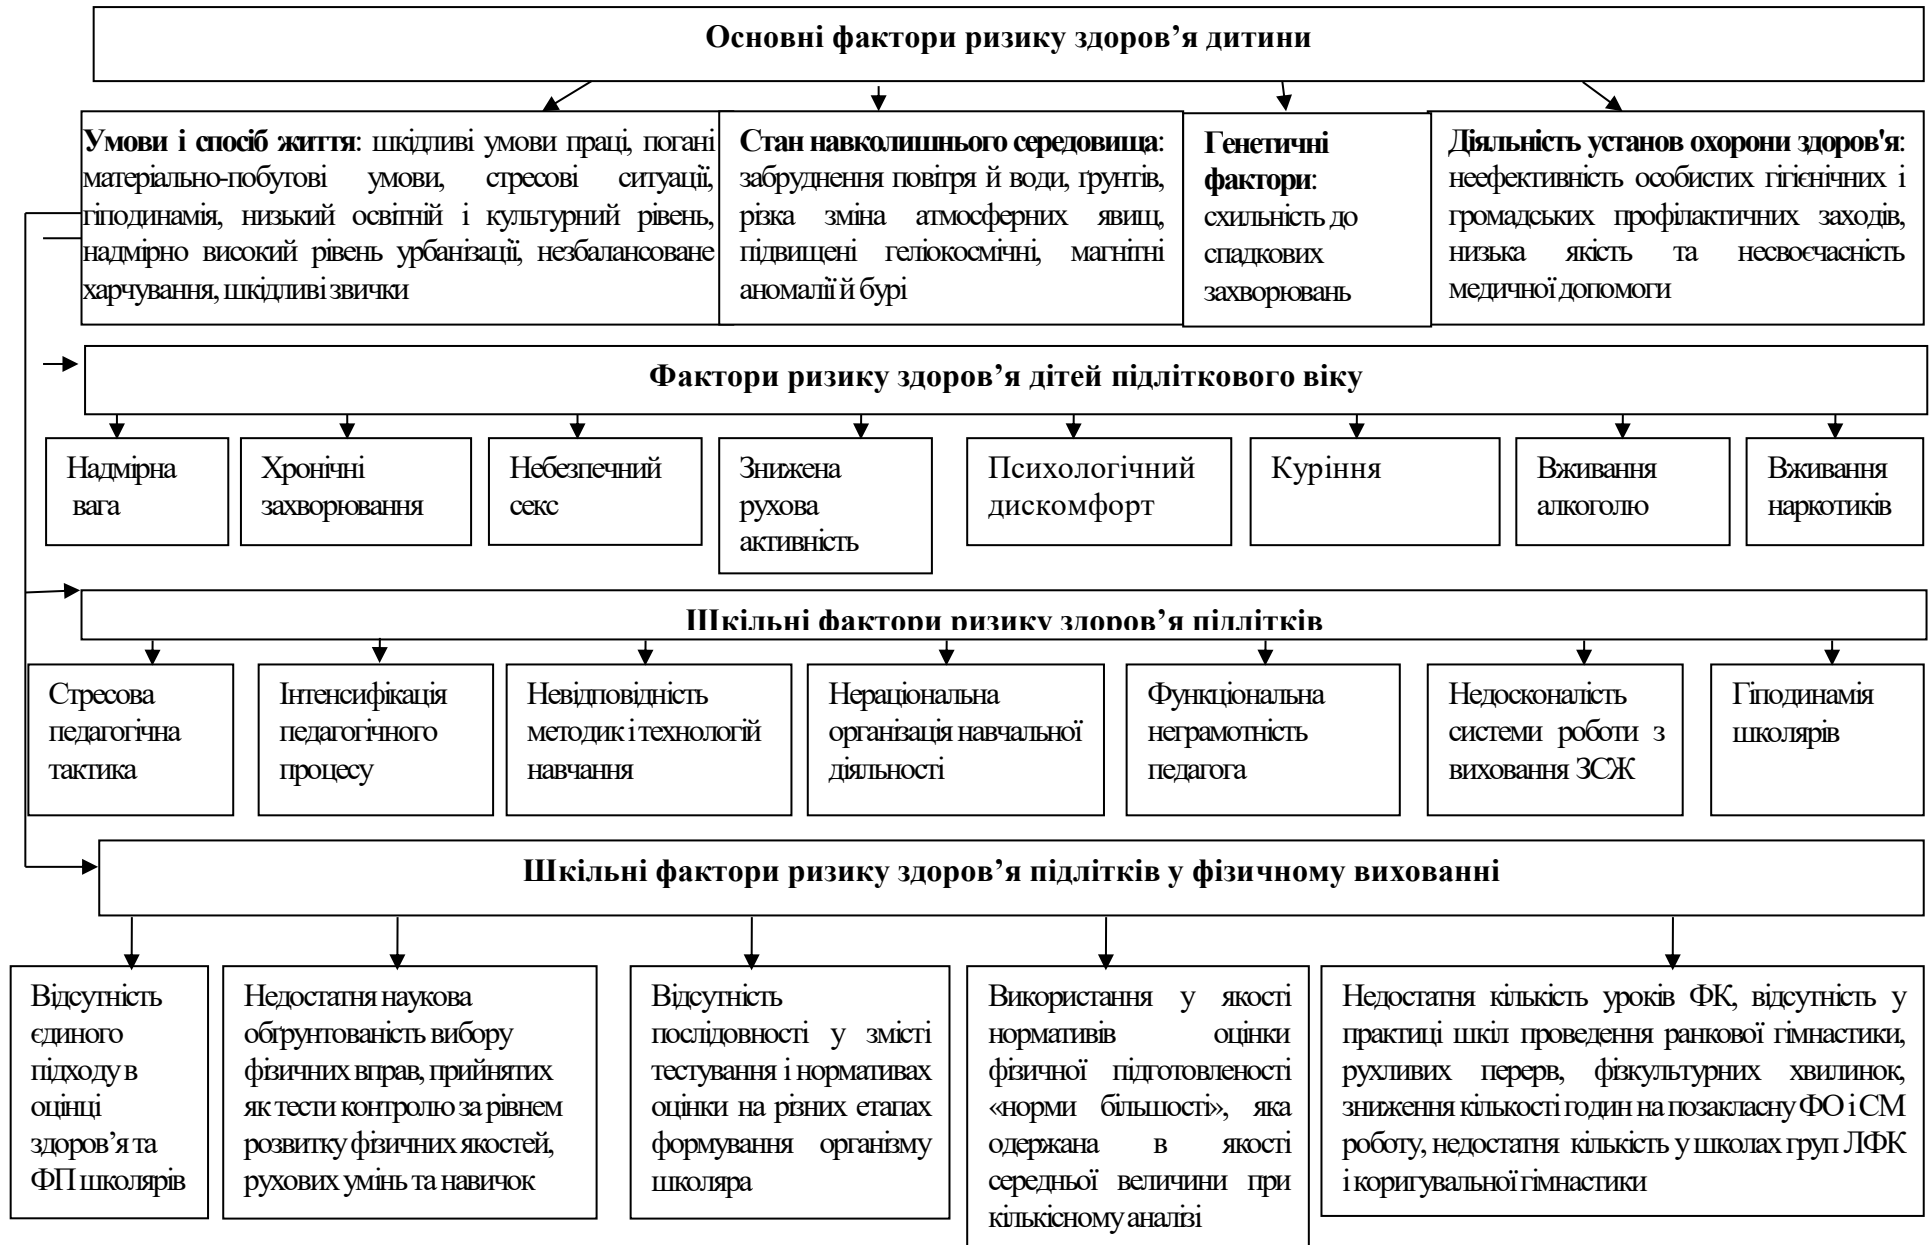 Основні фактори ризику здоров’я дитини
Умови і спосіб життя: шкідливі умови праці, погані
матеріально-побутові умови, стресові ситуації,
гіподинамія, низький освітній і культурний рівень,
надмірно високий рівень урбанізації, незбалансоване
харчування, шкідливі звички
Стан навколишнього середовища:
забруднення повітря й води, ґрунтів,
різка зміна атмосферних явищ,
підвищені геліокосмічні, магнітні
аномалії й бурі
Генетичні
фактори:
схильність до
спадкових
захворювань
Діяльність установ охорони здоров'я:
неефективність особистих гігієнічних і
громадських профілактичних заходів,
низька якість та несвоєчасність
медичної допомоги
Фактори ризику здоров’я дітей підліткового віку
Надмірна
вага
Хронічні
захворювання
Небезпечний
секс
Знижена
рухова
активність
Психологічний
дискомфорт
Куріння
Вживання
алкоголю
Вживання
наркотиків
Шкільні фактори ризику здоров’я підлітків
Стресова
педагогічна
тактика
Інтенсифікація
педагогічного
процесу
Невідповідність
методик і технологій
навчання
Нераціональна
організація навчальної
діяльності
Функціональна
неграмотність
педагога
Недосконалість
системи роботи з
виховання ЗСЖ
Гіподинамія
школярів
Шкільні фактори ризику здоров’я підлітків у фізичному вихованні
Відсутність
єдиного
підходу в
оцінці
здоров’я та
ФП школярів
Недостатня наукова
обґрунтованість вибору
фізичних вправ, прийнятих
як тести контролю за рівнем
розвитку фізичних якостей,
рухових умінь та навичок
Відсутність
послідовності у змісті
тестування і нормативах
оцінки на різних етапах
формування організму
школяра
Використання у якості
нормативів оцінки
фізичної підготовленості
«норми більшості», яка
одержана в якості
середньої величини при
кількісному аналізі
Недостатня кількість уроків ФК, відсутність у
практиці шкіл проведення ранкової гімнастики,
рухливих перерв, фізкультурних хвилинок,
зниження кількості годин на позакласну ФО і СМ
роботу, недостатня кількість у школах груп ЛФК
і коригувальної гімнастики